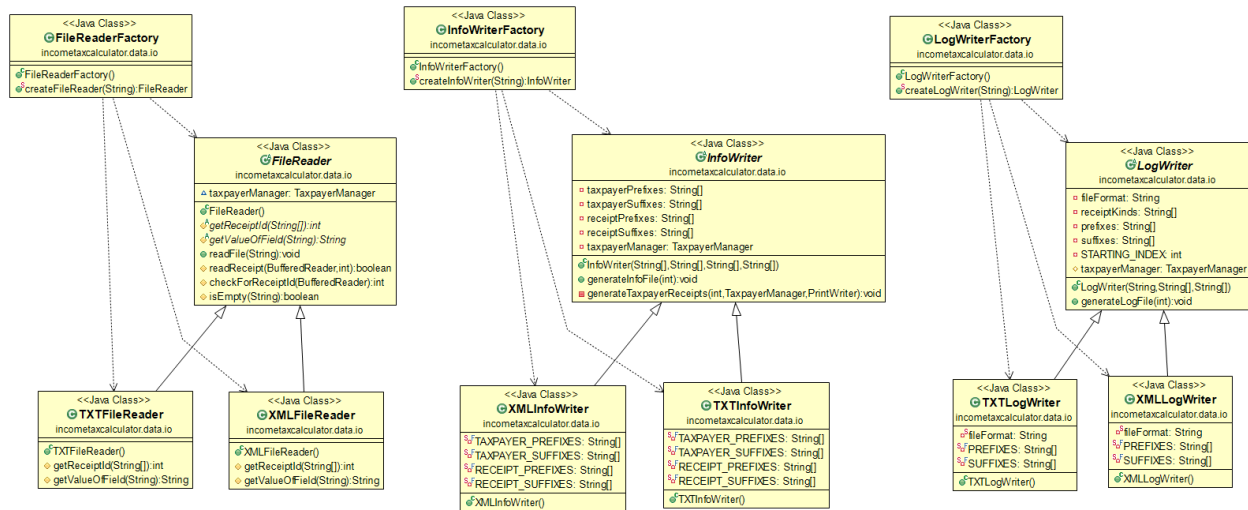 <<Java Class>>
FileReaderFactory
incometaxcalculator.data.io
FileReaderFactory()
createFileReader(String):FileReader
<<Java Class>>
FileReader
incometaxcalculator.data.io
taxpayerManager: TaxpayerManager
FileReader()
getReceiptId(String[]):int
getValueOfField(String):String
readFile(String):void
readReceipt(BufferedReader,int):boolean
checkForReceiptId(BufferedReader):int
isEmpty(String):boolean
<<Java Class>>
TXTFileReader
incometaxcalculator.data.io
TXTFileReader()
getReceiptId(String[]):int
getValueOfField(String):String
<<Java Class>>
XMLFileReader
incometaxcalculator.data.io
XMLFileReader()
getReceiptId(String[]):int
getValueOfField(String):String
<<Java Class>>
InfoWriterFactory
incometaxcalculator.data.io
InfoWriterFactory()
createInfoWriter(String):InfoWriter
<<Java Class>>
InfoWriter
incometaxcalculator.data.io
taxpayerPrefixes: String[]
taxpayerSuffixes: String[]
receiptPrefixes: String[]
receiptSuffixes: String[]
taxpayerManager: TaxpayerManager
InfoWriter(String[],String[],String[],String[])
generateInfoFile(int):void
generateTaxpayerReceipts(int,TaxpayerManager,PrintWriter):void
<<Java Class>>
XMLInfoWriter
incometaxcalculator.data.io
TAXPAYER_PREFIXES: String[]
TAXPAYER_SUFFIXES: String[]
RECEIPT_PREFIXES: String[]
RECEIPT_SUFFIXES: String[]
XMLInfoWriter()
<<Java Class>>
TXTInfoWriter
incometaxcalculator.data.io
TAXPAYER_PREFIXES: String[]
TAXPAYER_SUFFIXES: String[]
RECEIPT_PREFIXES: String[]
RECEIPT_SUFFIXES: String[]
TXTInfoWriter()
<<Java Class>>
LogWriterFactory
incometaxcalculator.data.io
LogWriterFactory()
createLogWriter(String):LogWriter
<<Java Class>>
LogWriter
incometaxcalculator.data.io
fileFormat: String
receiptKinds: String[]
prefixes: String[]
suffixes: String[]
STARTING_INDEX: int
taxpayerManager: TaxpayerManager
LogWriter(String,String[],String[])
generateLogFile(int):void
<<Java Class>>
TXTLogWriter
incometaxcalculator.data.io
fileFormat: String
PREFIXES: String[]
SUFFIXES: String[]
TXTLogWriter()
<<Java Class>>
XMLLogWriter
incometaxcalculator.data.io
fileFormat: String
PREFIXES: String[]
SUFFIXES: String[]
XMLLogWriter()